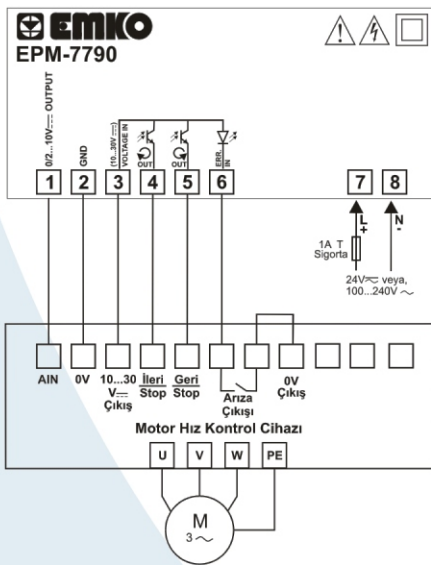 EMKO
EPM-7790
0/2...10V⎓ OUTPUT
GND
(10...30V⎓)
VOLTAGE IN
OUT
OUT
ERR.
IN
1 2 3 4 5 6 7 8
L
+
N
-
1A T
Sigorta
24V⎓~ veya,
100...240V ~
AIN
0V
10...30
V⎓
Çıkış
İleri
Stop
Geri
Stop
Arıza
Çıkışı
0V
Çıkış
Motor Hız Kontrol Cihazı
U V W PE
M
3~